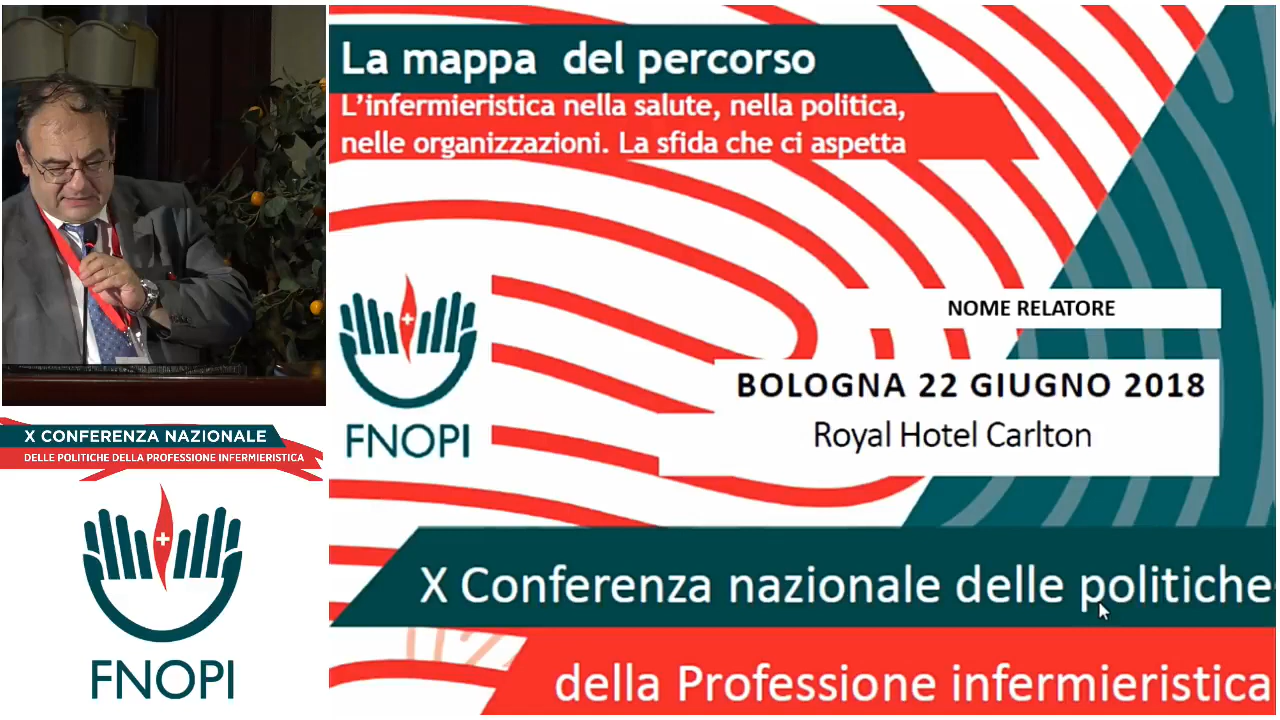 La mappa del percorso
L'infermieristica nella salute, nella politica,
nelle organizzazioni. La sfida che ci aspetta
NOME RELATORE
BOLOGNA 22 GIUGNO 2018
Royal Hotel Carlton
FNOPI
X Conferenza nazionale delle politiche
della Professione infermieristica
X CONFERENZA NAZIONALE
DELLE POLITICHE DELLA PROFESSIONE INFERMIERISTICA
FNOPI